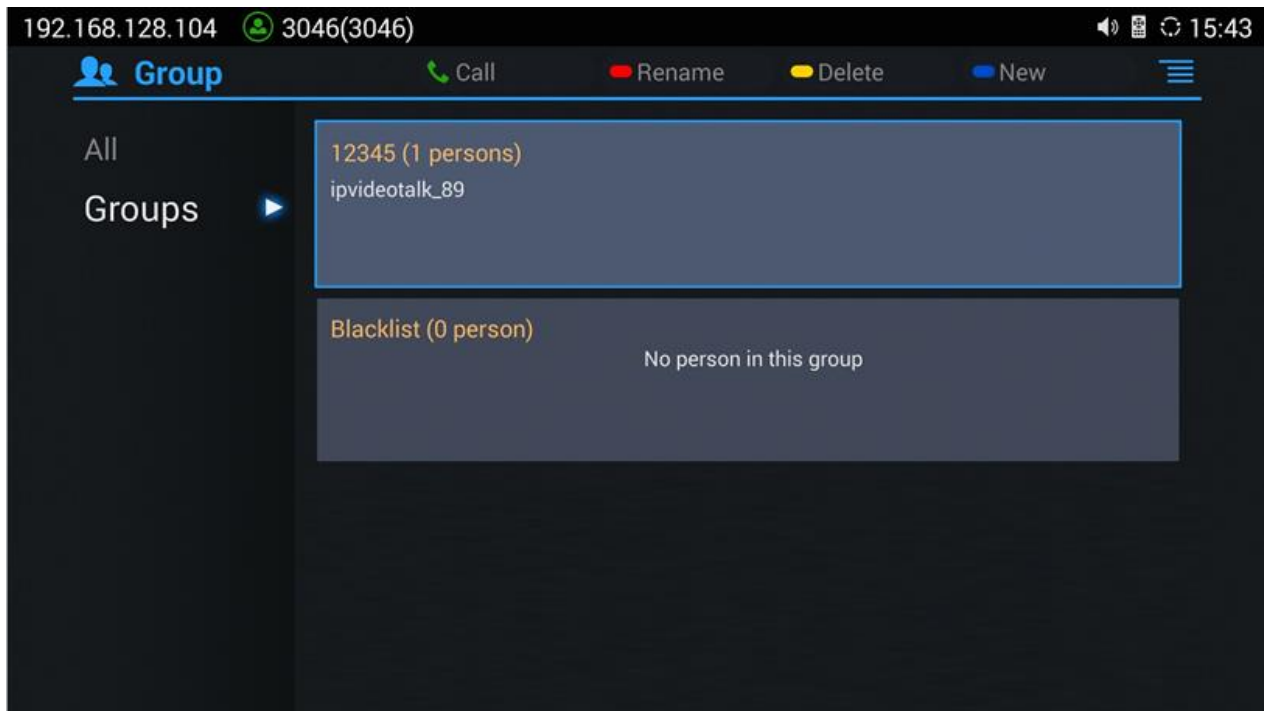 192.168.128.104 3046(3046) 15:43
Group Call Rename Delete New
All
Groups
12345 (1 persons)
ipvideotalk_89
Blacklist (0 person)
No person in this group